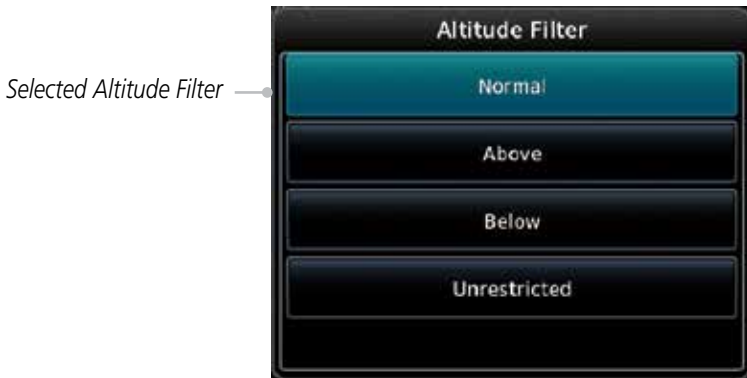 Altitude Filter
Selected Altitude Filter
Normal
Above
Below
Unrestricted